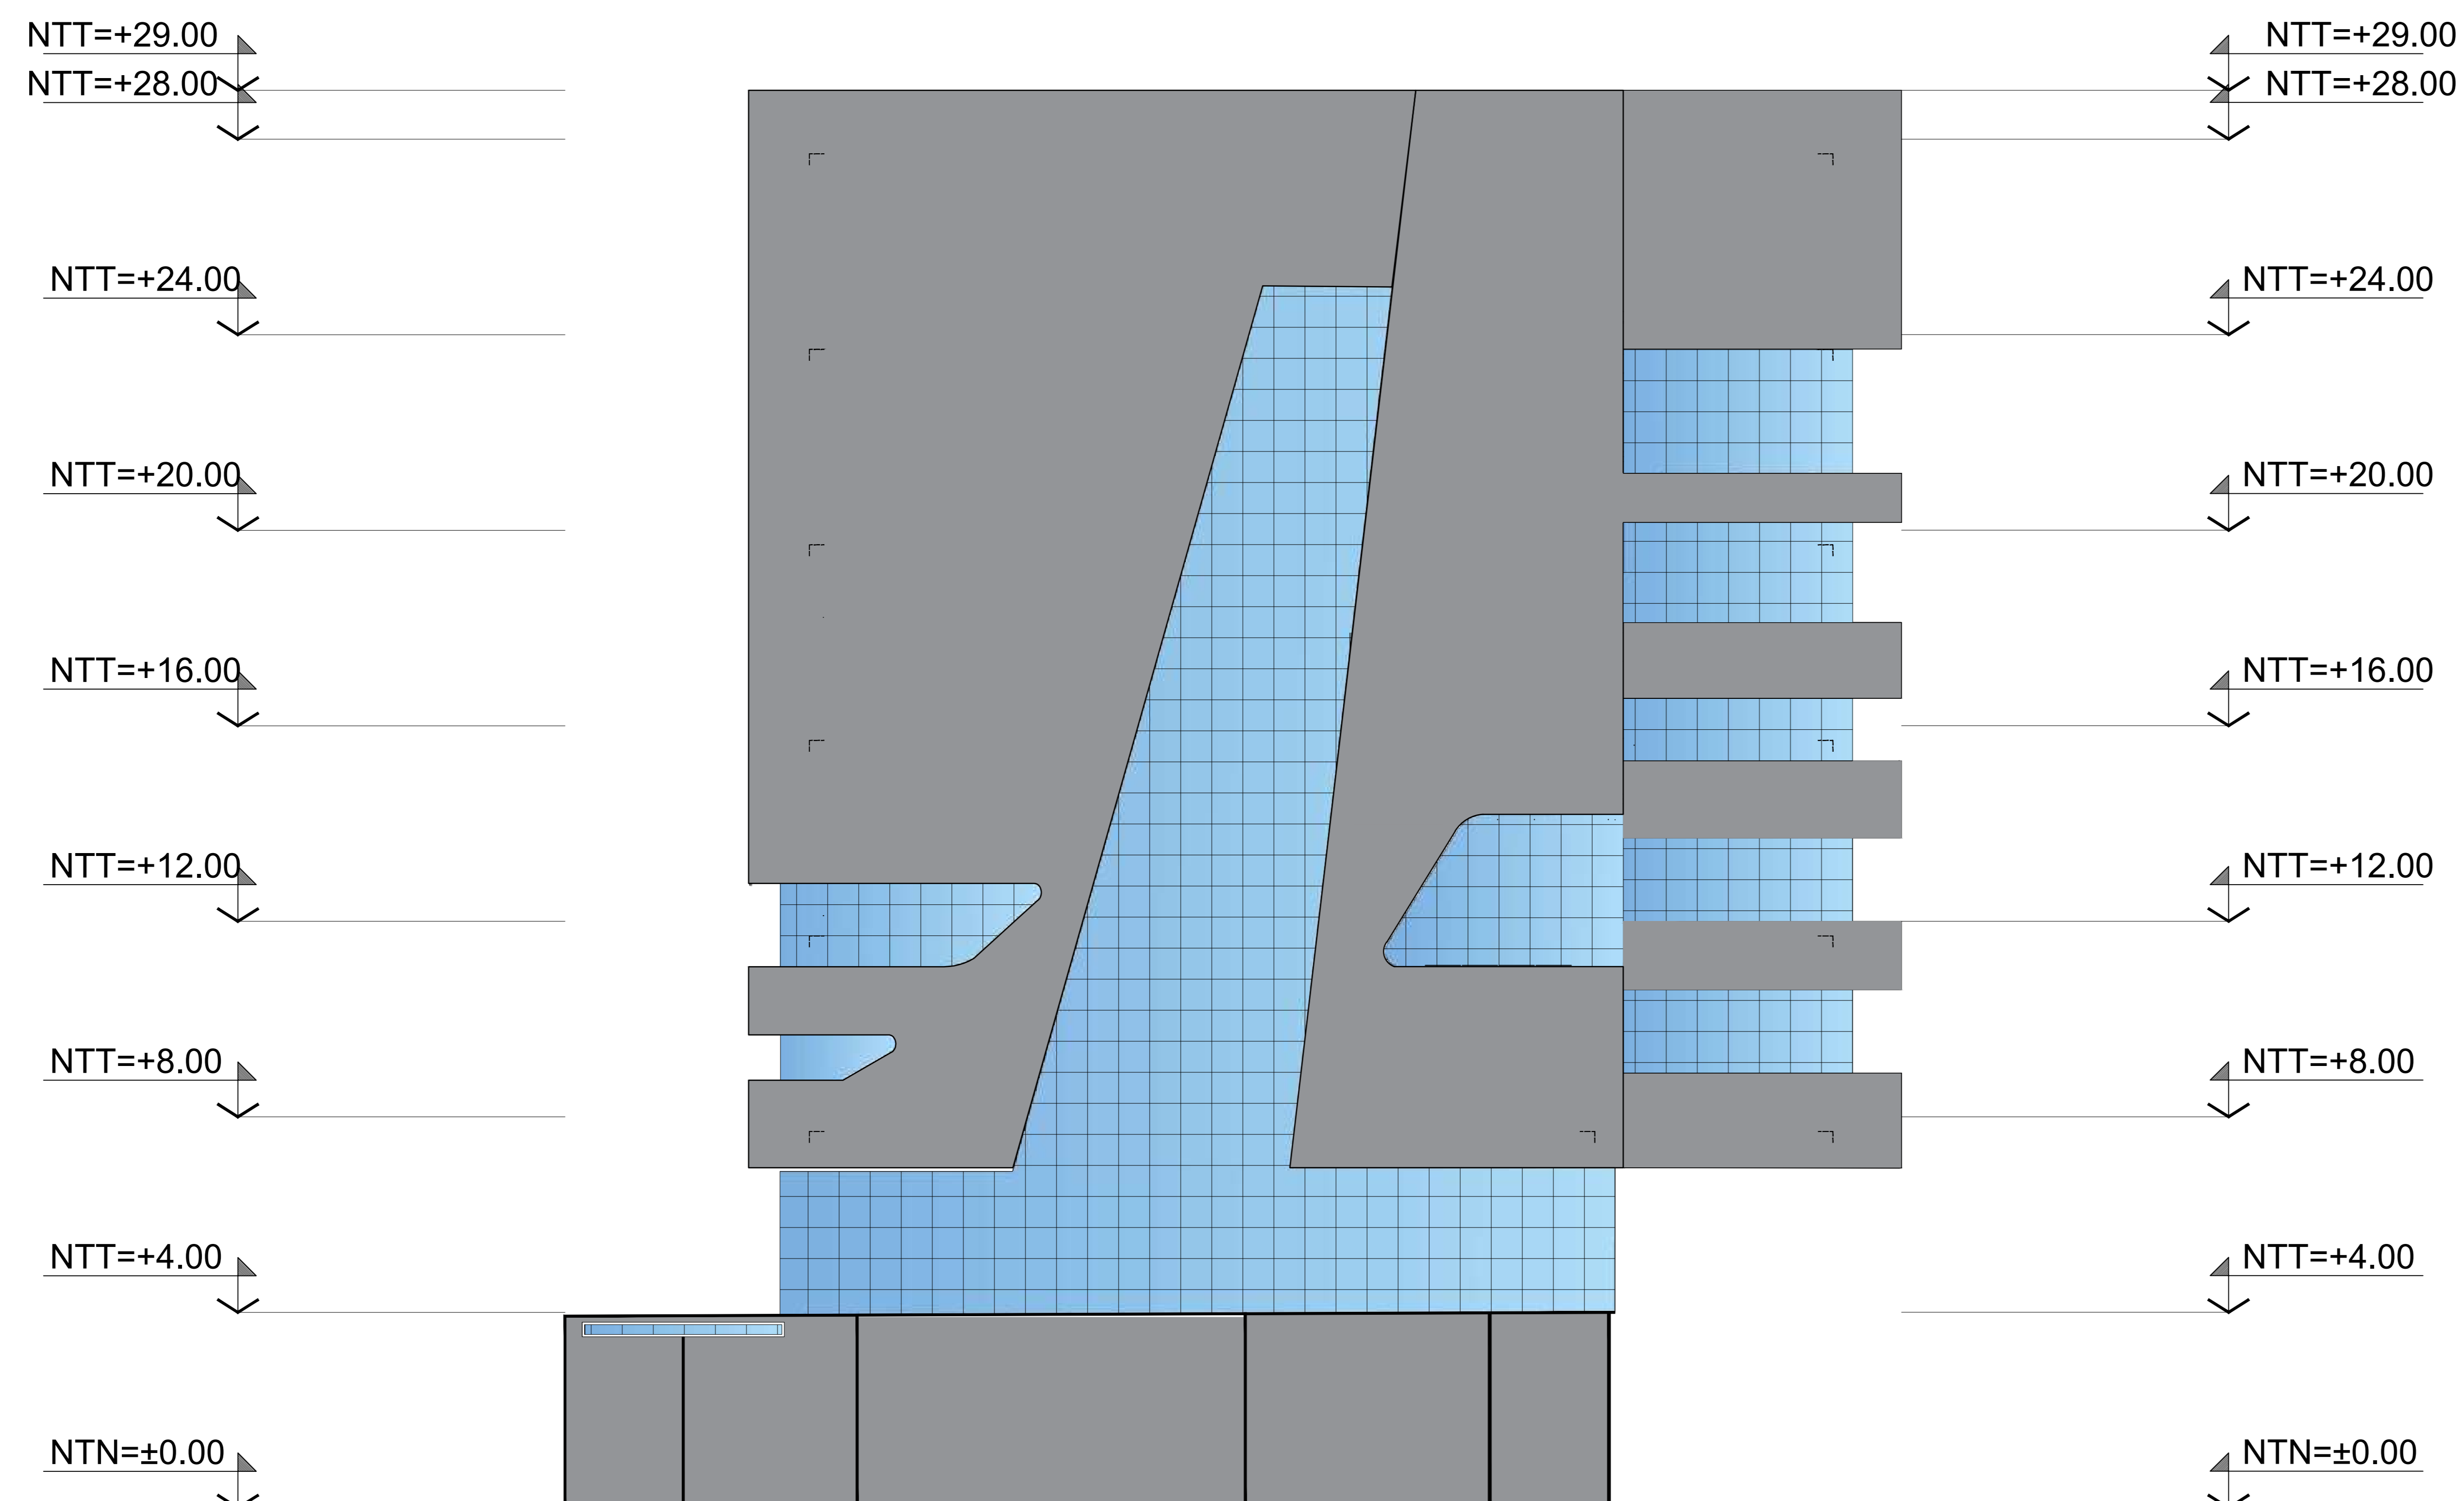 NTT=+29.00 NTT=+29.00
NTT=+28.00 NTT=+28.00
NTT=+24.00 NTT=+24.00
NTT=+20.00 NTT=+20.00
NTT=+16.00 NTT=+16.00
NTT=+12.00 NTT=+12.00
NTT=+8.00 NTT=+8.00
NTT=+4.00 NTT=+4.00
NTN=±0.00 NTN=±0.00